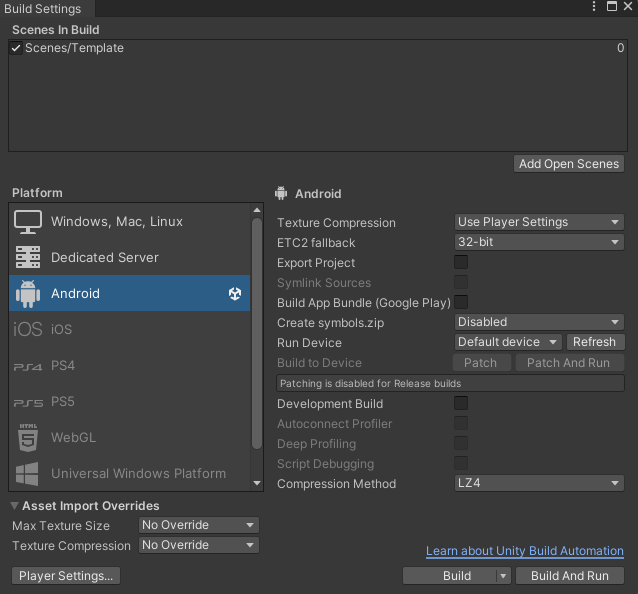 Build Settings
Scenes In Build
Scenes/Template 0
Add Open Scenes
Platform
Windows, Mac, Linux
Dedicated Server
Android
iOS iOS
PS4 PS4
PS5 PS5
HTML 5 WebGL
Universal Windows Platform
Android
Texture Compression Use Player Settings
ETC2 fallback 32-bit
Export Project
Symlink Sources
Build App Bundle (Google Play)
Create symbols.zip Disabled
Run Device Default device Refresh
Build to Device Patch Patch And Run
Patching is disabled for Release builds
Development Build
Autoconnect Profiler
Deep Profiling
Script Debugging
Compression Method LZ4
Asset Import Overrides
Max Texture Size No Override
Texture Compression No Override
Learn about Unity Build Automation
Player Settings... Build Build And Run